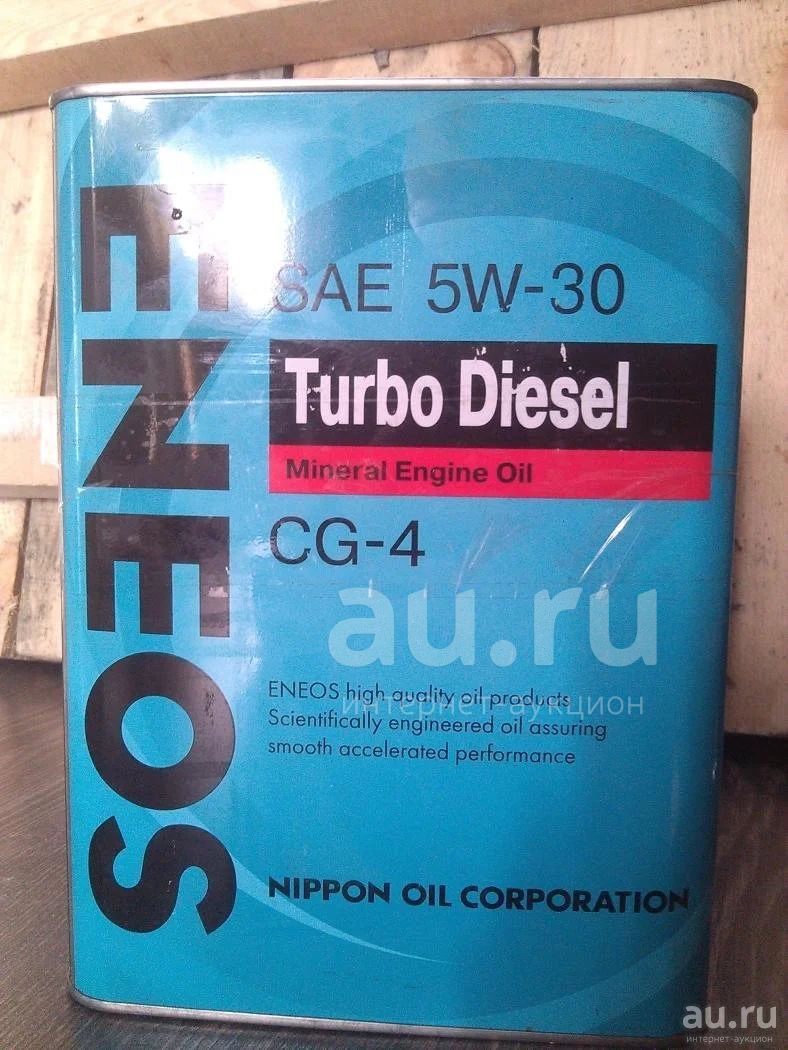 ENEOS
SAE 5W-30
Turbo Diesel
Mineral Engine Oil
CG-4
au.ru
интернет-аукцион
ENEOS high quality oil products
Scientifically engineered oil assuring
smooth accelerated performance
NIPPON OIL CORPORATION
au.ru
интернет-аукцион